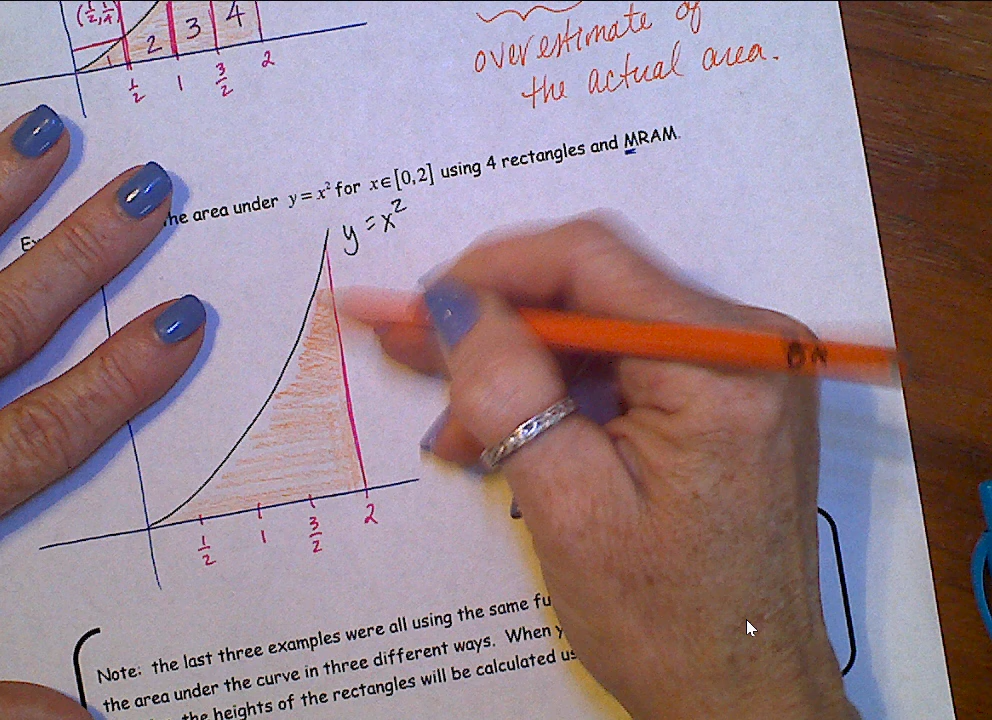 (½,¼)
1 2 3 4
½ 1 3/2 2
overestimate of
the actual area.
the area under y = x² for x∈[0,2] using 4 rectangles and MRAM.
y = x²
½ 1 3/2 2
Note: the last three examples were all using the same
the area under the curve in three different ways. When
the heights of the rectangles will be calculated